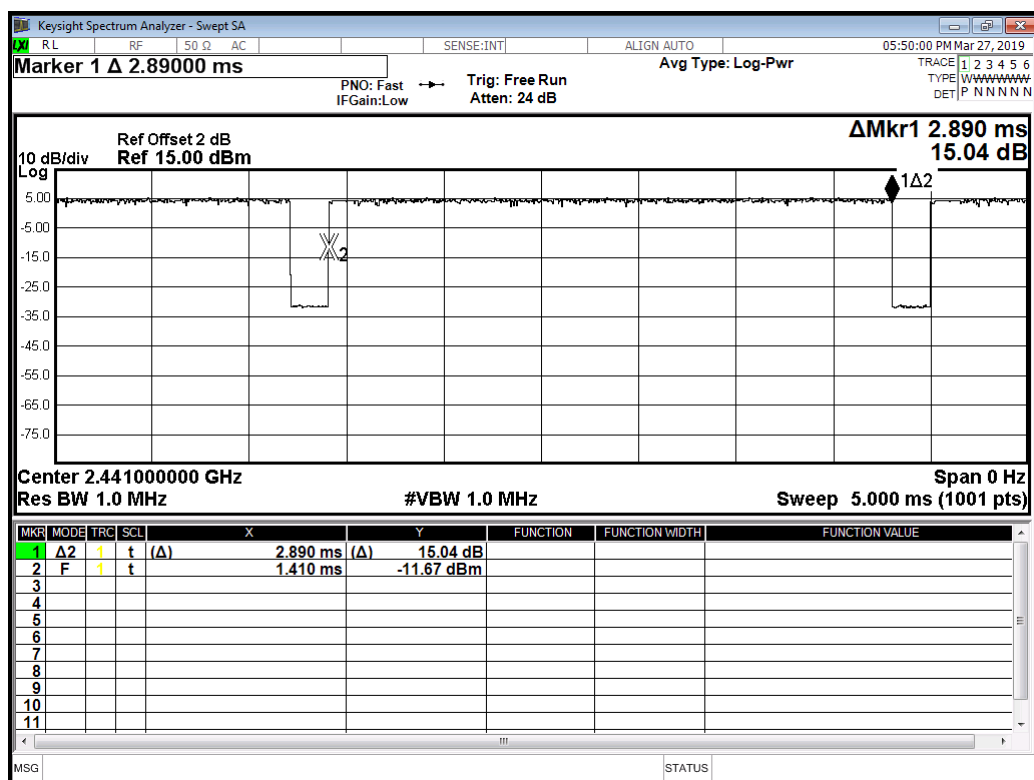 Keysight Spectrum Analyzer - Swept SA
LXI RL RF 50 Ω AC SENSE:INT ALIGN AUTO 05:50:00 PM Mar 27, 2019
Marker 1 Δ 2.89000 ms
PNO: Fast
IFGain:Low
Trig: Free Run
Atten: 24 dB
Avg Type: Log-Pwr
TRACE 1 2 3 4 5 6
TYPE W W W W W W
DET P N N N N N
Ref Offset 2 dB
10 dB/div Ref 15.00 dBm
Log
ΔMkr1 2.890 ms
15.04 dB
1Δ2
5.00
-5.00
-15.0
2
-25.0
-35.0
-45.0
-55.0
-65.0
-75.0
Center 2.441000000 GHz Span 0 Hz
Res BW 1.0 MHz #VBW 1.0 MHz Sweep 5.000 ms (1001 pts)
MKR MODE TRC SCL X Y FUNCTION FUNCTION WIDTH FUNCTION VALUE
1 Δ2 1 t (Δ) 2.890 ms (Δ) 15.04 dB
2 F 1 t 1.410 ms -11.67 dBm
3
4
5
6
7
8
9
10
11
MSG STATUS